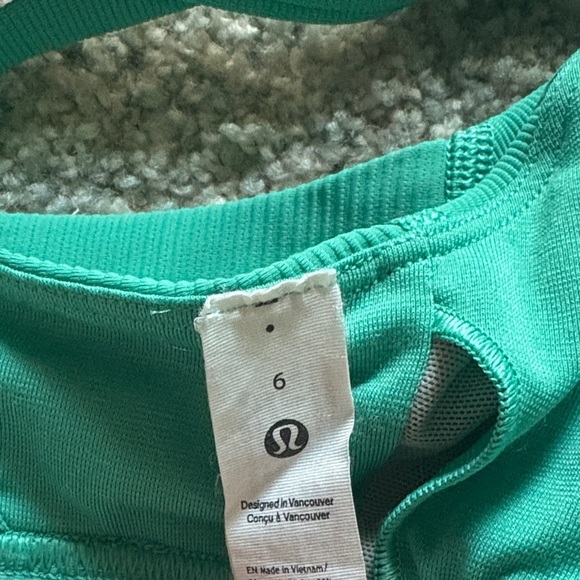 6
Designed in Vancouver
Conçu à Vancouver
EN Made in Vietnam /